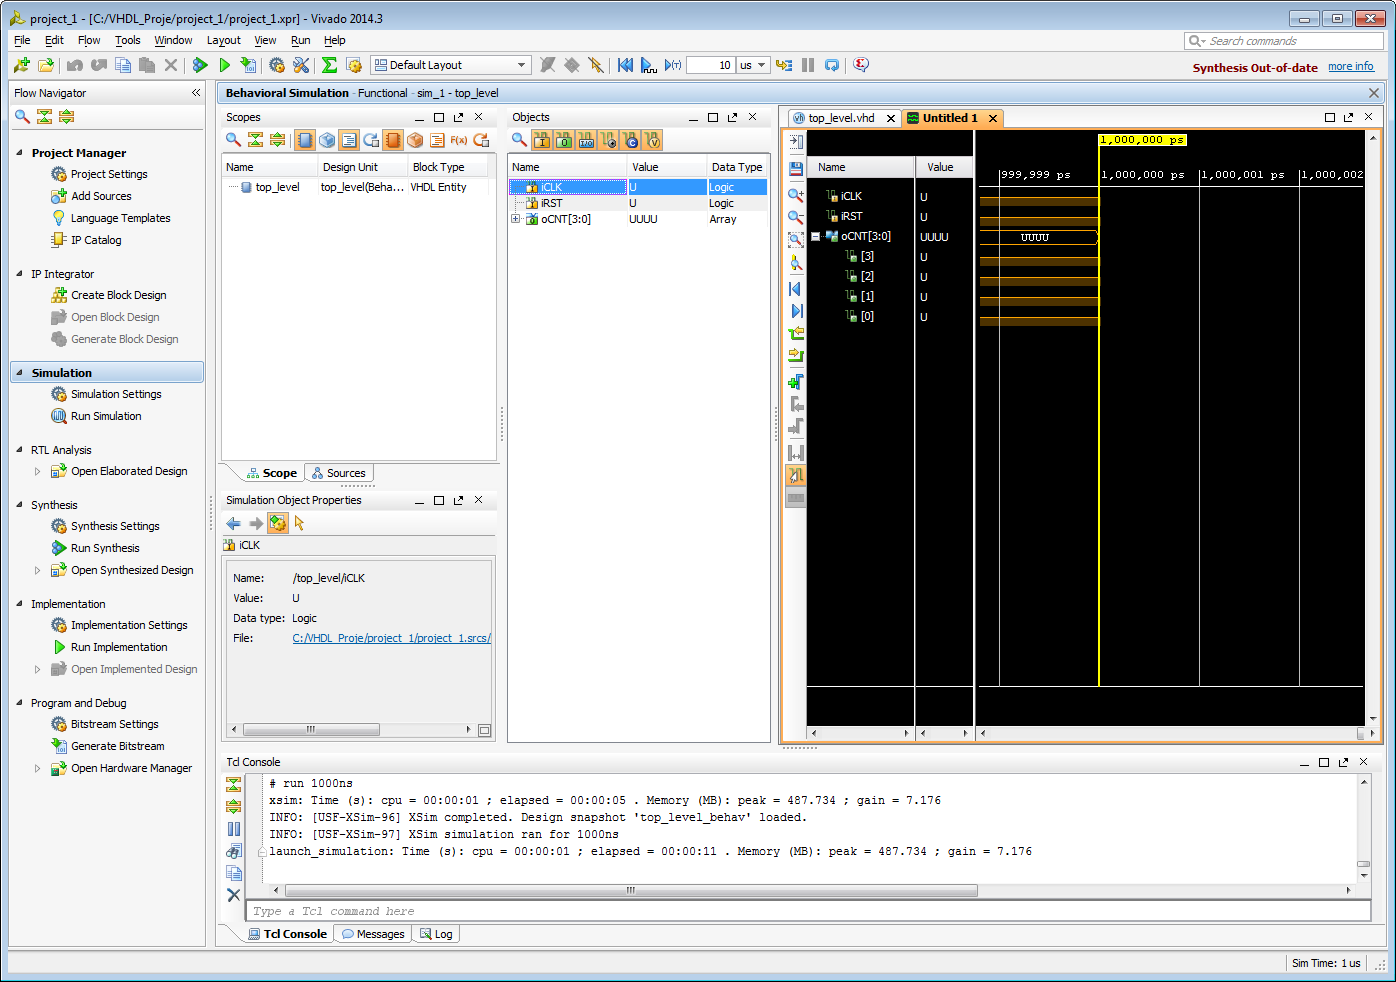 project_1 - [C:/VHDL_Proje/project_1/project_1.xpr] - Vivado 2014.3
File Edit Flow Tools Window Layout View Run Help
Search commands
Default Layout
10 us
Synthesis Out-of-date more info
Flow Navigator
Project Manager
Project Settings
Add Sources
Language Templates
IP Catalog
IP Integrator
Create Block Design
Open Block Design
Generate Block Design
Simulation
Simulation Settings
Run Simulation
RTL Analysis
Open Elaborated Design
Synthesis
Synthesis Settings
Run Synthesis
Open Synthesized Design
Implementation
Implementation Settings
Run Implementation
Open Implemented Design
Program and Debug
Bitstream Settings
Generate Bitstream
Open Hardware Manager
Behavioral Simulation - Functional - sim_1 - top_level
Scopes
Name Design Unit Block Type
top_level top_level(Beha... VHDL Entity
Scope Sources
Simulation Object Properties
iCLK
Name: /top_level/iCLK
Value: U
Data type: Logic
File: C:/VHDL_Proje/project_1/project_1.srcs/
Objects
Name Value Data Type
iCLK U Logic
iRST U Logic
oCNT[3:0] UUUU Array
top_level.vhd Untitled 1
1,000,000 ps
Name Value
999,999 ps 1,000,000 ps 1,000,001 ps 1,000,002
iCLK U
iRST U
oCNT[3:0] UUUU UUUU
[3] U
[2] U
[1] U
[0] U
Tcl Console
# run 1000ns
xsim: Time (s): cpu = 00:00:01 ; elapsed = 00:00:05 . Memory (MB): peak = 487.734 ; gain = 7.176
INFO: [USF-XSim-96] XSim completed. Design snapshot 'top_level_behav' loaded.
INFO: [USF-XSim-97] XSim simulation ran for 1000ns
launch_simulation: Time (s): cpu = 00:00:01 ; elapsed = 00:00:11 . Memory (MB): peak = 487.734 ; gain = 7.176
Type a Tcl command here
Tcl Console Messages Log
Sim Time: 1 us